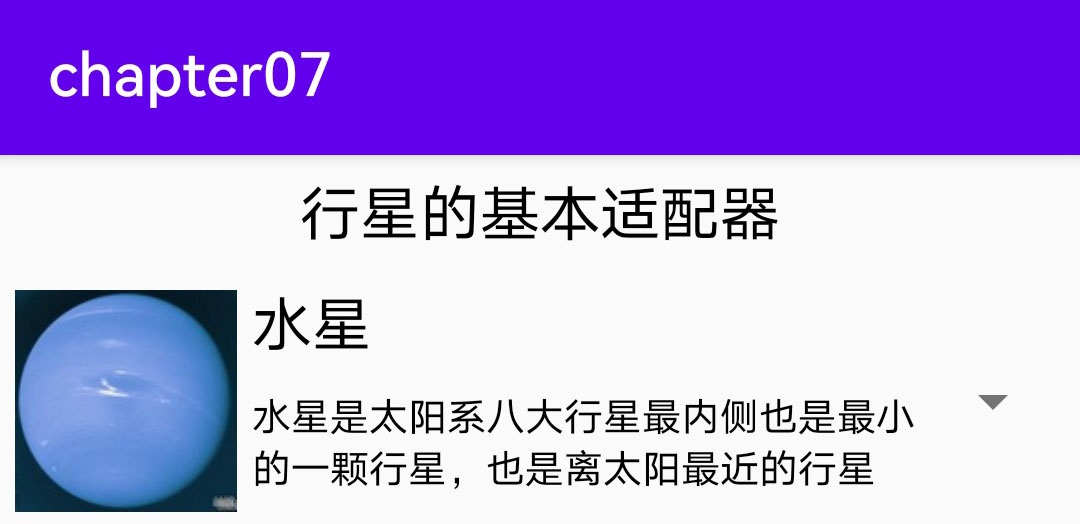 chapter07
行星的基本适配器
水星
水星是太阳系八大行星最内侧也是最小
的一颗行星，也是离太阳最近的行星